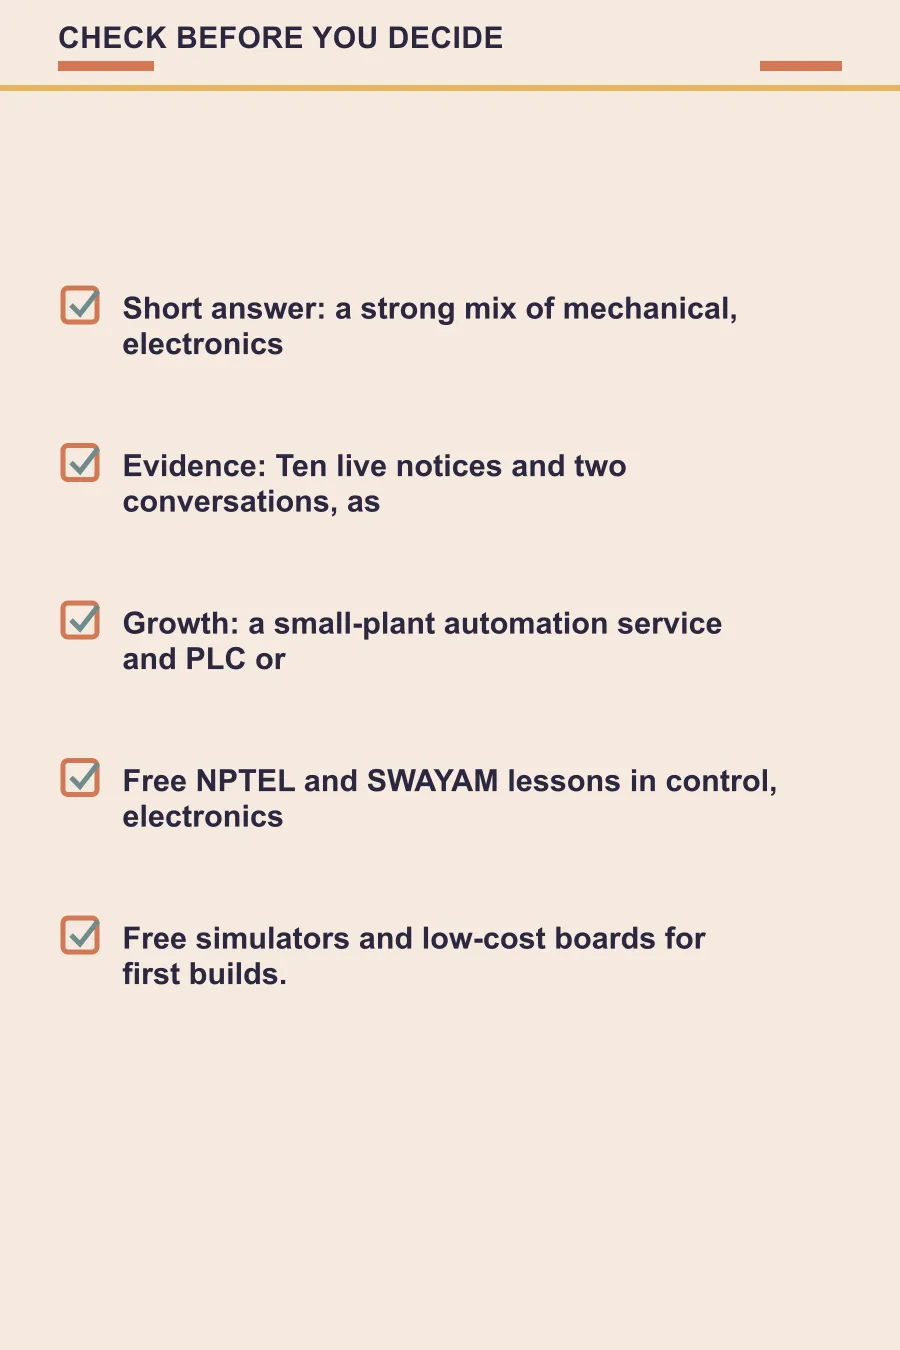 CHECK BEFORE YOU DECIDE
Short answer: a strong mix of mechanical,
electronics
Evidence: Ten live notices and two
conversations, as
Growth: a small-plant automation service
and PLC or
Free NPTEL and SWAYAM lessons in control,
electronics
Free simulators and low-cost boards for
first builds.